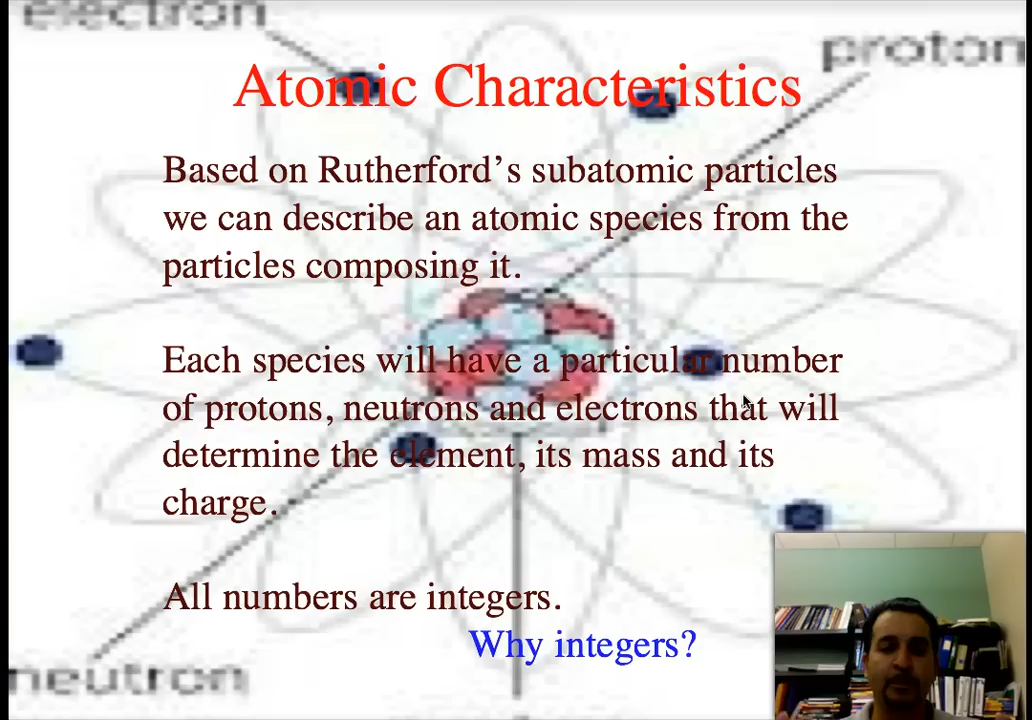 electron
proton
Atomic Characteristics
Based on Rutherford's subatomic particles
we can describe an atomic species from the
particles composing it.
Each species will have a particular number
of protons, neutrons and electrons that will
determine the element, its mass and its
charge.
All numbers are integers.
Why integers?
neutron